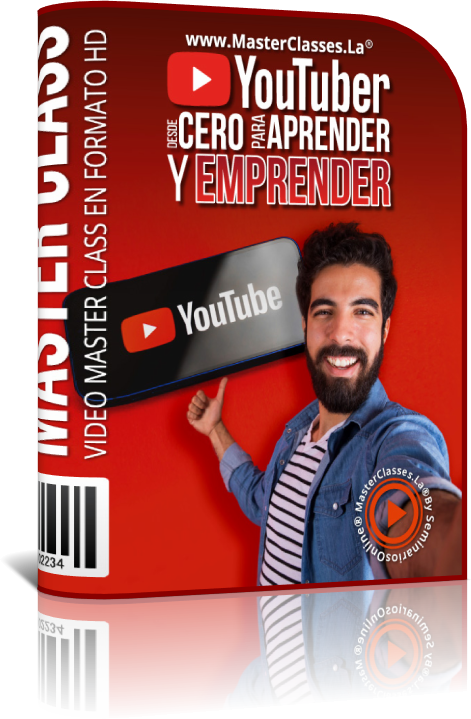 www.MasterClasses.La®
YouTuber
DESDE CERO PARA APRENDER
Y EMPRENDER
YouTube
MASTER CLASS
VIDEO MASTER CLASS EN FORMATO HD
MasterClasses.La®By SeminariosOnline®
02234